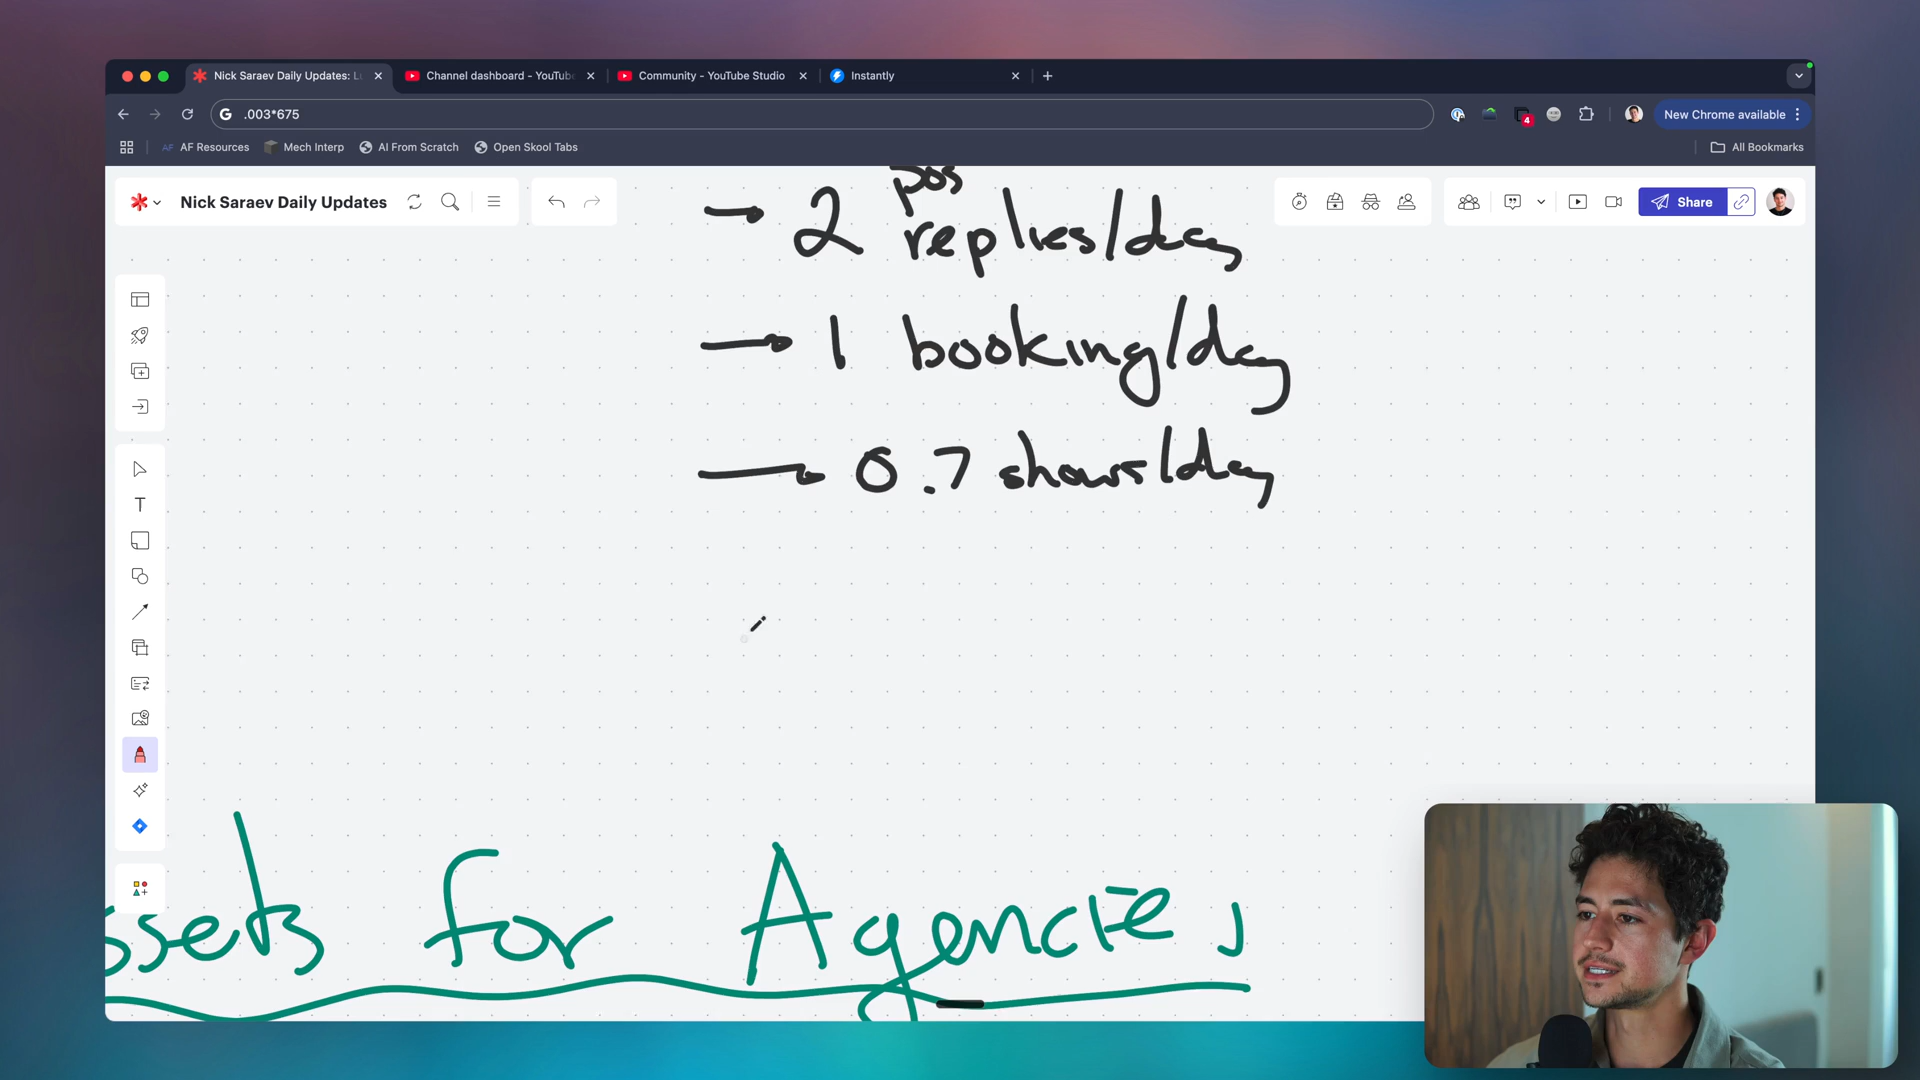 Nick Saraev Daily Updates: L
Channel dashboard - YouTube
Community - YouTube Studio
Instantly
.003*675
4
New Chrome available
AF Resources
Mech Interp
AI From Scratch
Open Skool Tabs
All Bookmarks
Nick Saraev Daily Updates
Share
pos
→ 2 replies/day
→ 1 booking/day
→ 0.7 shows/day
ssets for Agencies